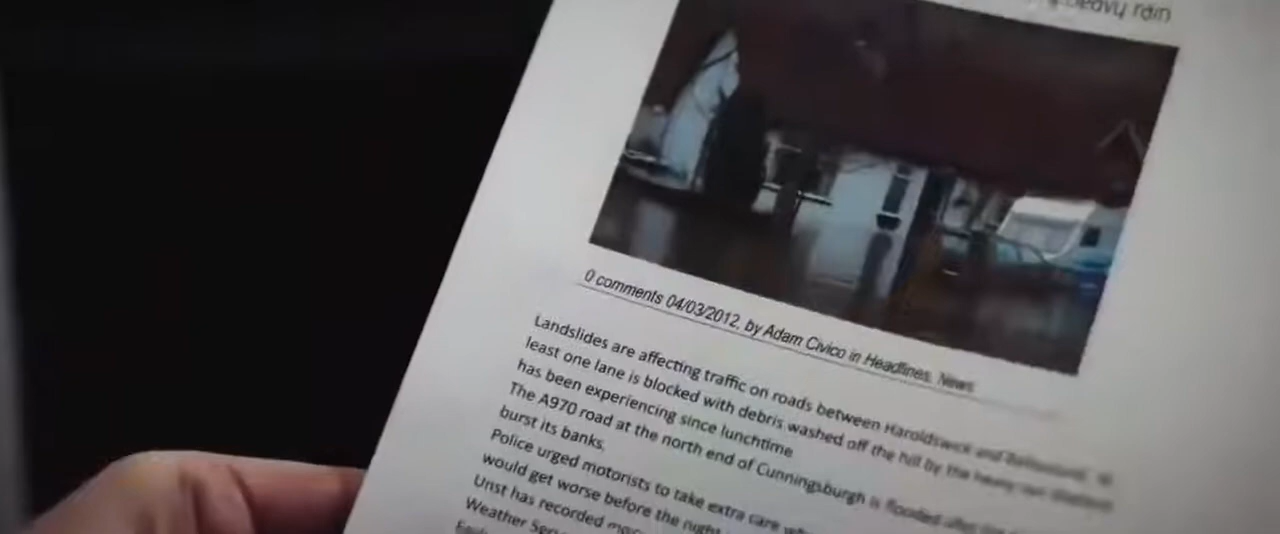 heavy rain
0 comments 04/03/2012, by Adam Civico in Headlines, News
Landslides are affecting traffic on roads between Haroldswick and
least one lane is blocked with debris washed off the hill by the heavy rain
has been experiencing since lunchtime
The A970 road at the north end of Cunningsburgh is flooded after
burst its banks.
Police urged motorists to take extra care
would get worse before the night
Unst has recorded
Weather